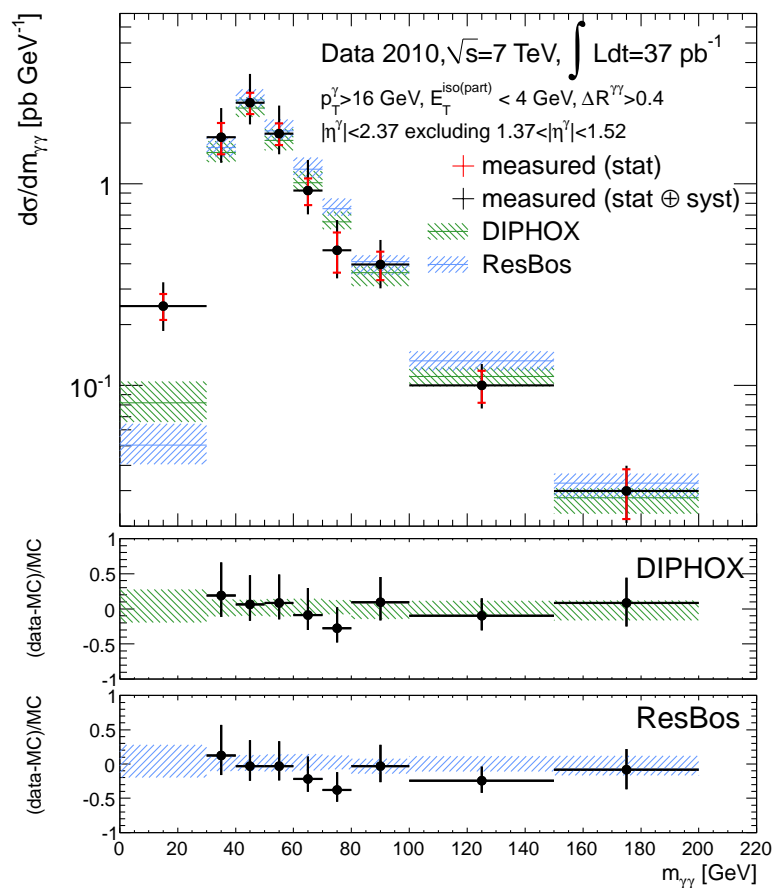 dσ/dm_γγ [pb GeV⁻¹]
Data 2010, √s=7 TeV, ∫ Ldt=37 pb⁻¹
p_T^γ>16 GeV, E_T^iso(part) < 4 GeV, ΔR^γγ>0.4
|η^γ|<2.37 excluding 1.37<|η^γ|<1.52
measured (stat)
measured (stat ⊕ syst)
DIPHOX
ResBos
1
10⁻¹
(data-MC)/MC
DIPHOX
1
0.5
0
-0.5
-1
(data-MC)/MC
ResBos
1
0.5
0
-0.5
-1
0 20 40 60 80 100 120 140 160 180 200 220
m_γγ [GeV]